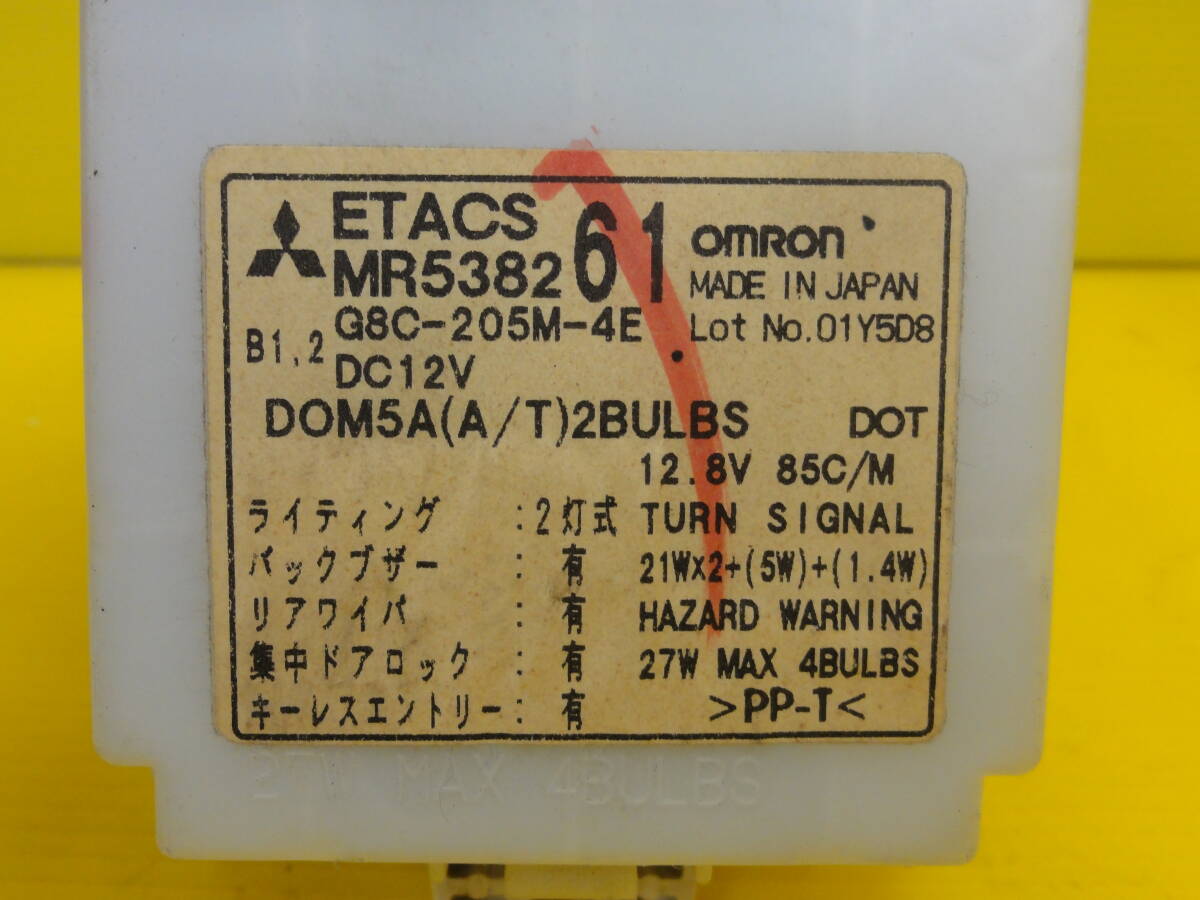 ETACS
MR538261
omron
MADE IN JAPAN
G8C-205M-4E
Lot No.01Y5D8
B1,2
DC12V
DOM5A(A/T)2BULBS DOT
12.8V 85C/M
ライティング :2灯式 TURN SIGNAL
バックブザー : 有 21W×2+(5W)+(1.4W)
リアワイパ : 有 HAZARD WARNING
集中ドアロック : 有 27W MAX 4BULBS
キーレスエントリー: 有 >PP-T<
27W MAX 4BULBS